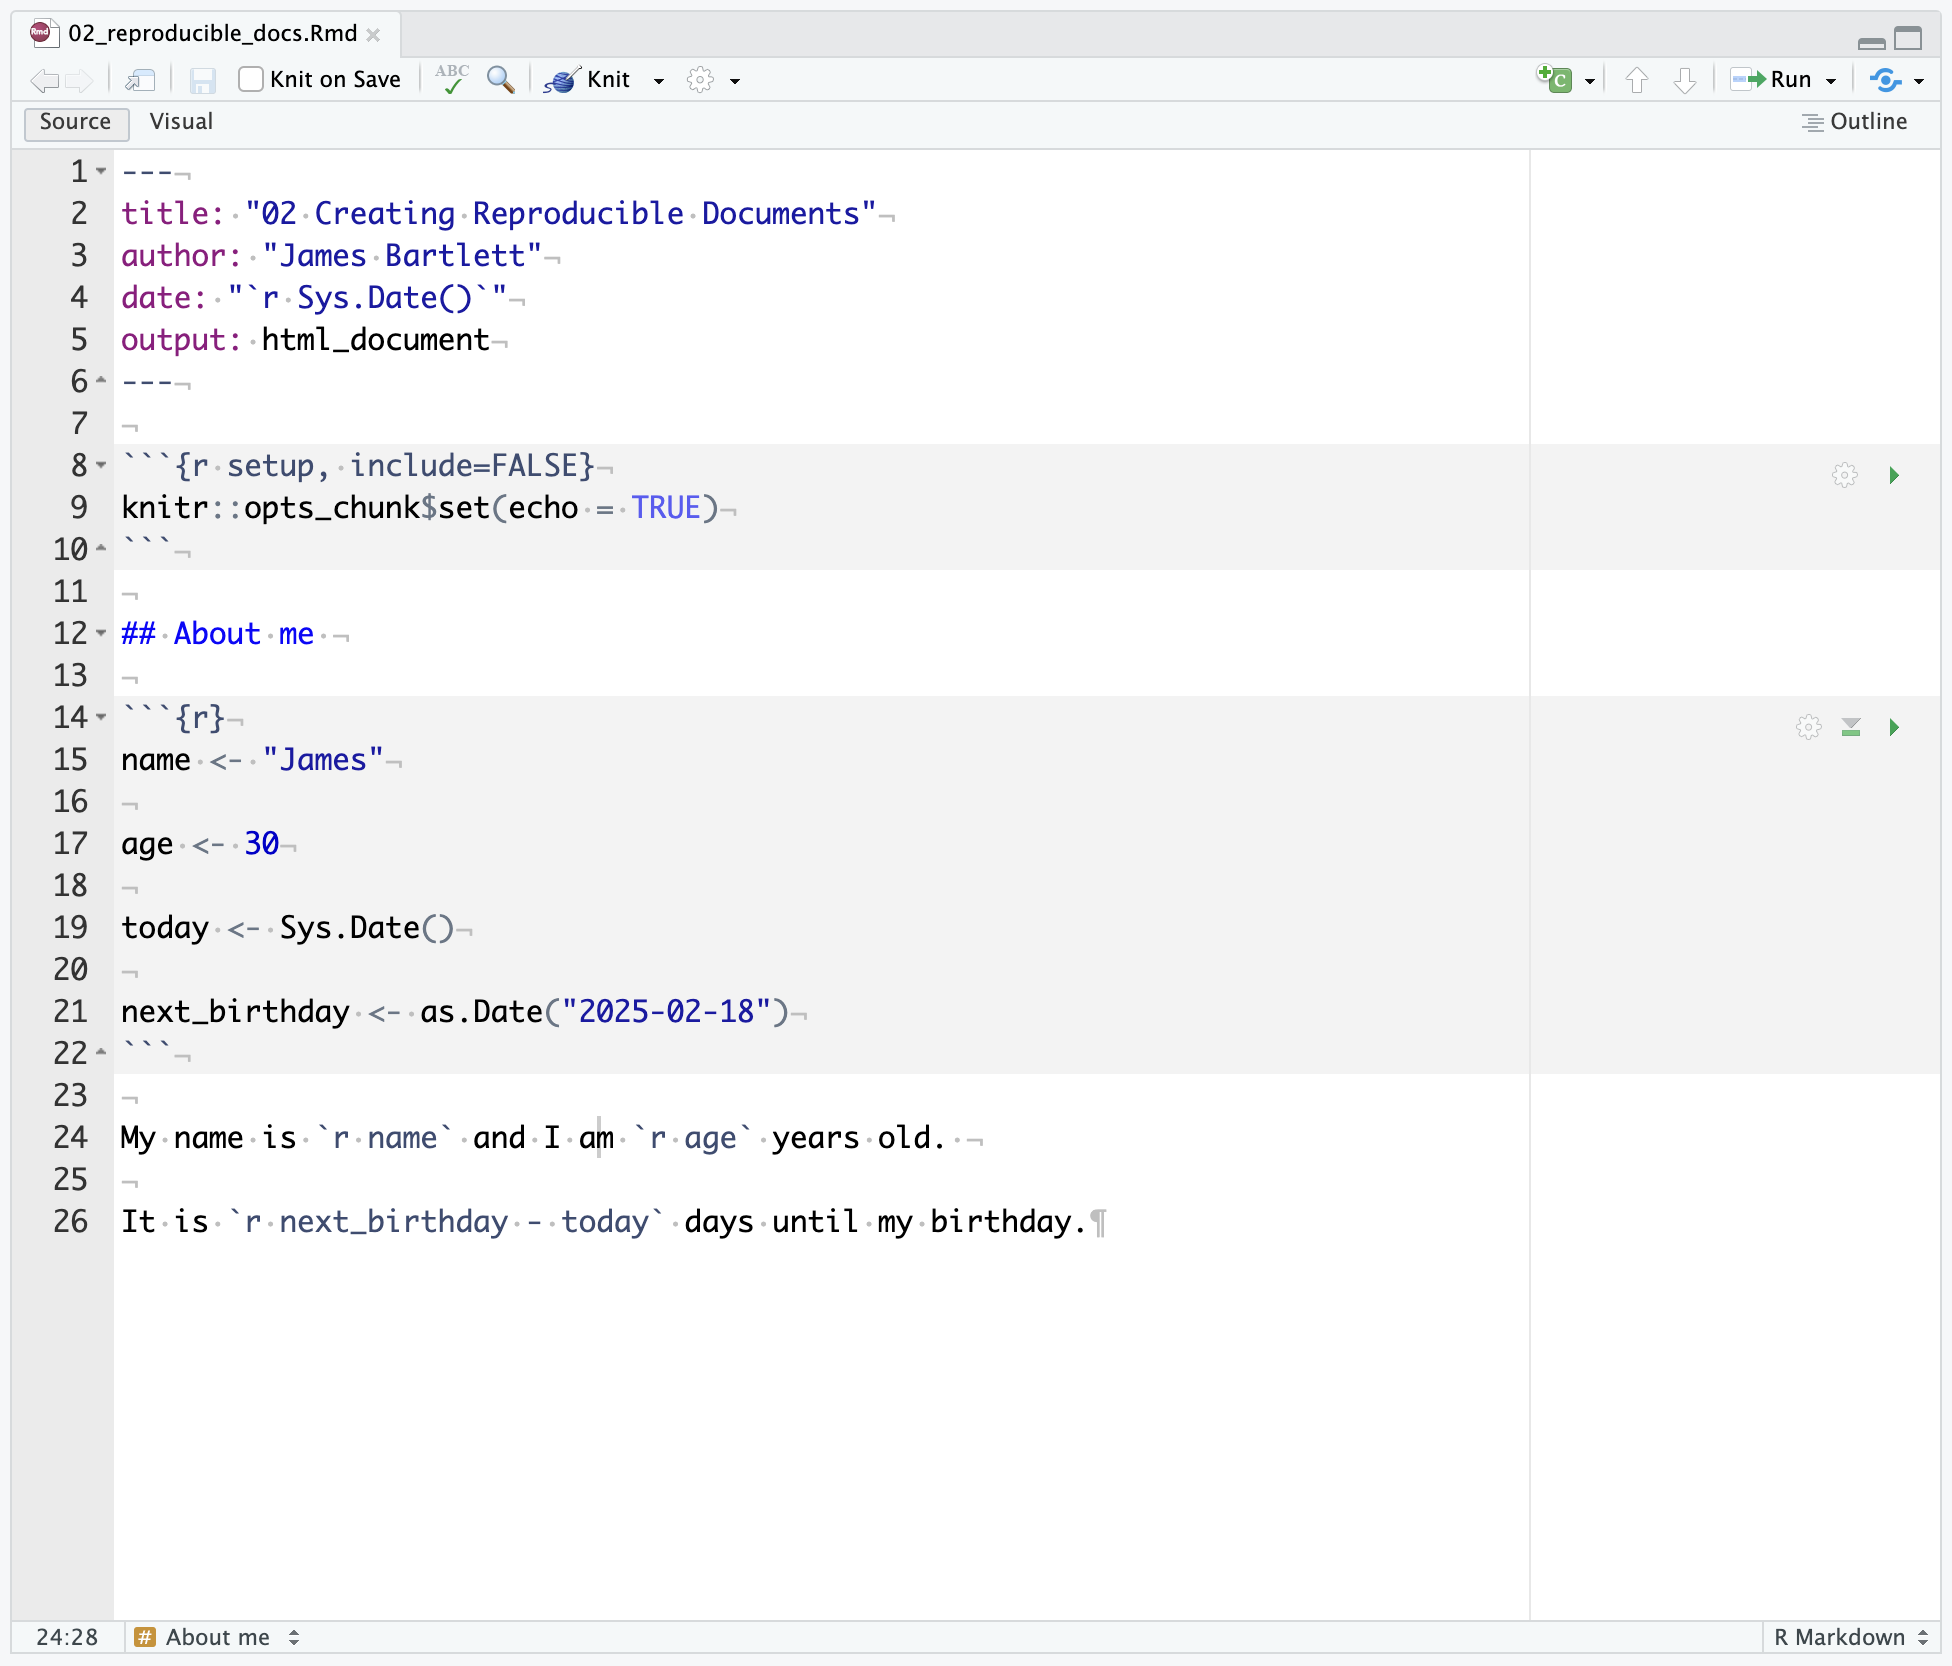 02_reproducible_docs.Rmd
Knit on Save ABC Knit Run
Source Visual Outline
1 ---
2 title: "02 Creating Reproducible Documents"
3 author: "James Bartlett"
4 date: "`r Sys.Date()`"
5 output: html_document
6 ---
7
8 ```{r setup, include=FALSE}
9 knitr::opts_chunk$set(echo = TRUE)
10 ```
11
12 ## About me
13
14 ```{r}
15 name <- "James"
16
17 age <- 30
18
19 today <- Sys.Date()
20
21 next_birthday <- as.Date("2025-02-18")
22 ```
23
24 My name is `r name` and I am `r age` years old.
25
26 It is `r next_birthday - today` days until my birthday.
24:28 # About me R Markdown